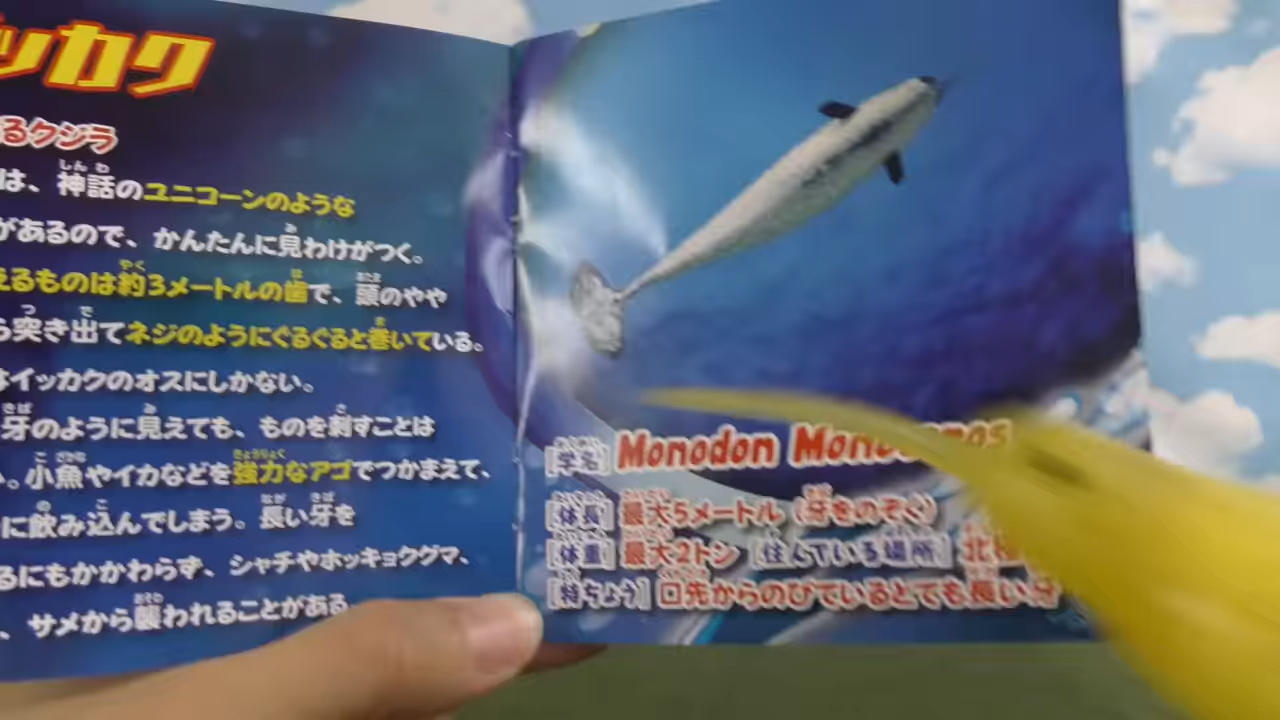 ッカク
るクジラ
は、神話のユニコーンのような
があるので、かんたんに見わけがつく。
えるものは約3メートルの歯で、頭のやや
ら突き出てネジのようにぐるぐると巻いている。
はイッカクのオスにしかない。
牙のように見えても、ものを刺すことは
。小魚やイカなどを強力なアゴでつかまえて、
に飲み込んでしまう。長い牙を
るにもかかわらず、シャチやホッキョクグマ、
、サメから襲われることがある
[学名] Monodon
[体長] 最大5メートル (牙をのぞく)
[体重] 最大2トン [住んでいる場所] 北
[特ちょう] 口先からのびているとても長い牙